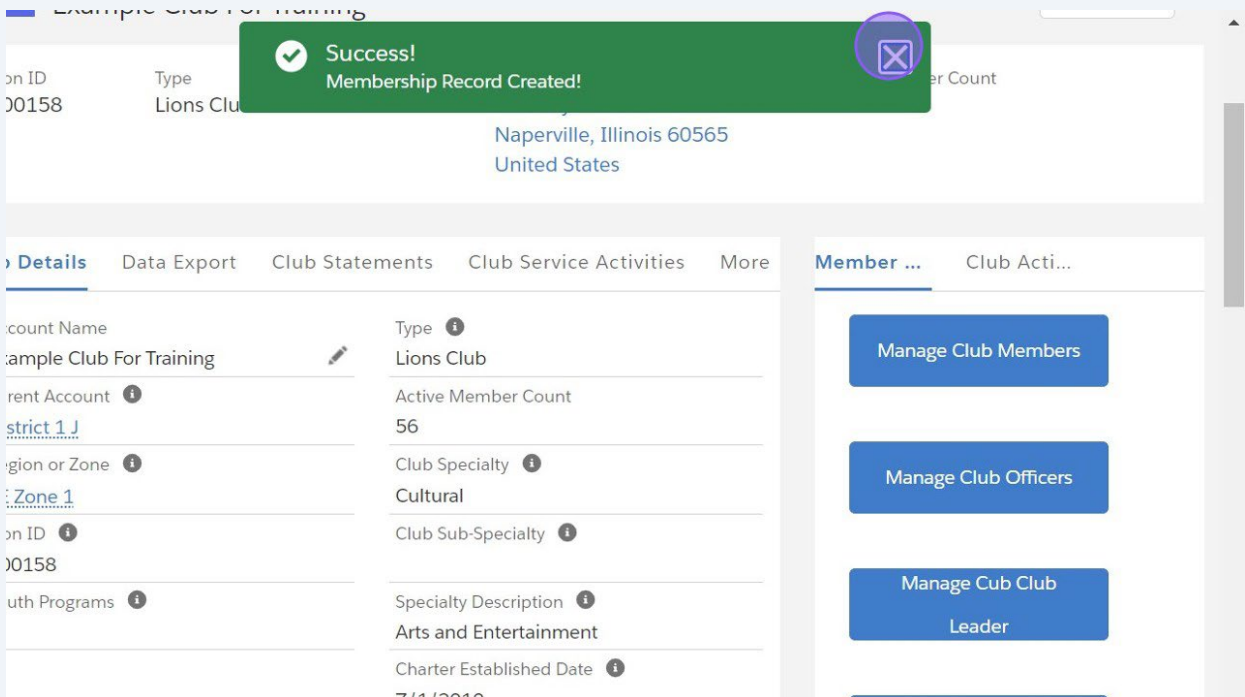 Example Club For Training
Success!
Membership Record Created!
on ID
00158
Type
Lions Clu
er Count
Naperville, Illinois 60565
United States
Details
Data Export
Club Statements
Club Service Activities
More
Member ...
Club Acti...
ccount Name
ample Club For Training
Type
Lions Club
rent Account
strict 1 J
Active Member Count
56
egion or Zone
Zone 1
Club Specialty
Cultural
on ID
00158
Club Sub-Specialty
uth Programs
Specialty Description
Arts and Entertainment
Charter Established Date
Manage Club Members
Manage Club Officers
Manage Cub Club
Leader